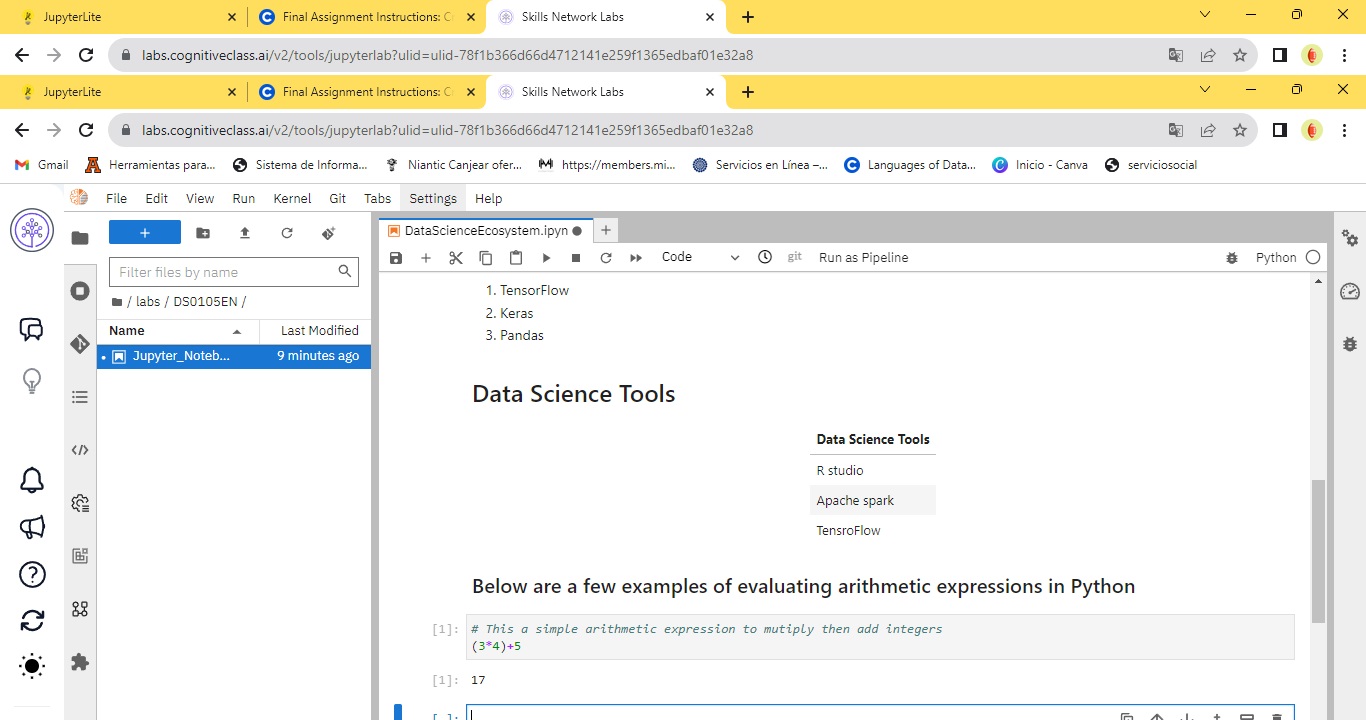 JupyterLite
Final Assignment Instructions:
Skills Network Labs
labs.cognitiveclass.ai/v2/tools/jupyterlab?ulid=ulid-78f1b366d66d4712141e259f1365edbaf01e32a8
JupyterLite
Final Assignment Instructions:
Skills Network Labs
labs.cognitiveclass.ai/v2/tools/jupyterlab?ulid=ulid-78f1b366d66d4712141e259f1365edbaf01e32a8
Gmail
Herramientas para...
Sistema de Informa...
Niantic Canjear ofer...
https://members.mi...
Servicios en Línea –...
Languages of Data...
Inicio - Canva
serviciosocial
File Edit View Run Kernel Git Tabs Settings Help
DataScienceEcosystem.ipyn
Filter files by name
/ labs / DS0105EN /
Name Last Modified
Jupyter_Noteb... 9 minutes ago
Code
git
Run as Pipeline
Python
1. TensorFlow
2. Keras
3. Pandas
Data Science Tools
Data Science Tools
R studio
Apache spark
TensroFlow
Below are a few examples of evaluating arithmetic expressions in Python
[1]: # This a simple arithmetic expression to mutiply then add integers
(3*4)+5
[1]: 17
[ ]: